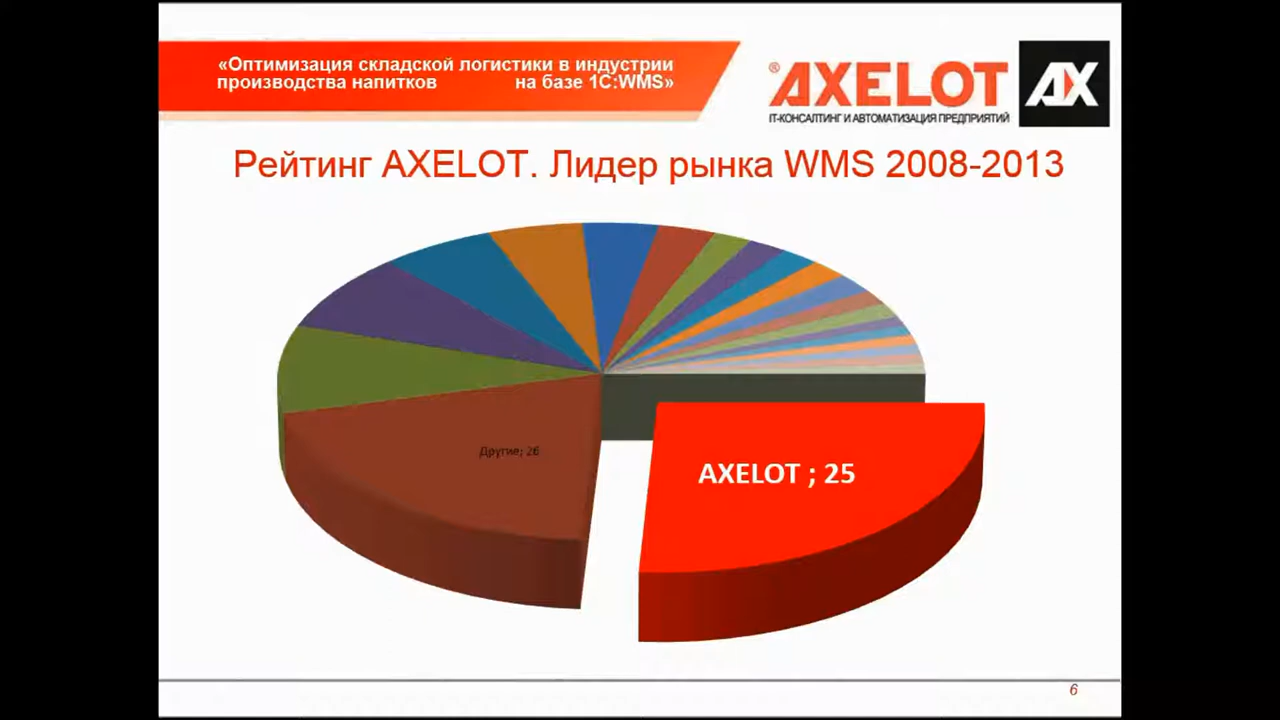 «Оптимизация складской логистики в индустрии
производства напитков на базе 1С:WMS»
®AXELOT AX
IT-КОНСАЛТИНГ И АВТОМАТИЗАЦИЯ ПРЕДПРИЯТИЙ
Рейтинг AXELOT. Лидер рынка WMS 2008-2013
Другие; 26
AXELOT ; 25
6